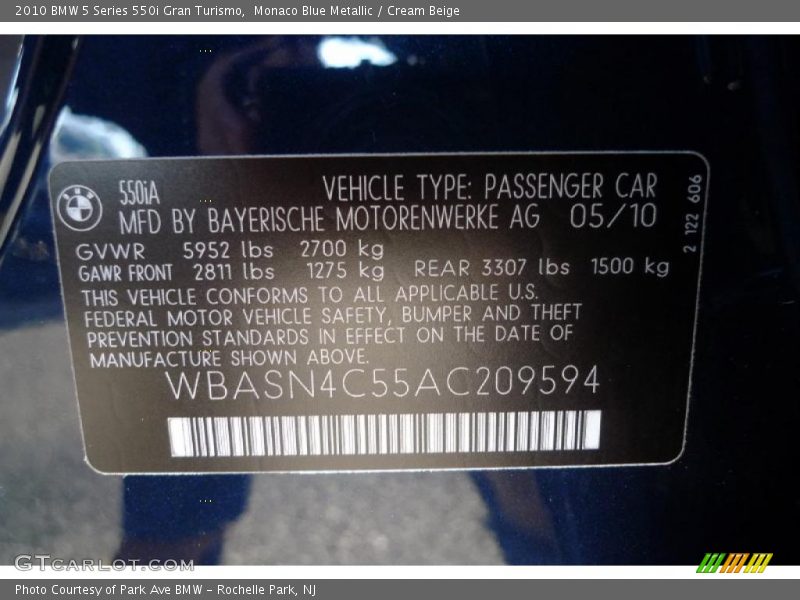 2010 BMW 5 Series 550i Gran Turismo,  Monaco Blue Metallic / Cream Beige
550iA
VEHICLE TYPE: PASSENGER CAR
MFD BY BAYERISCHE MOTORENWERKE AG 05/10
GVWR 5952 lbs 2700 kg
GAWR FRONT 2811 lbs 1275 kg REAR 3307 lbs 1500 kg
THIS VEHICLE CONFORMS TO ALL APPLICABLE U.S.
FEDERAL MOTOR VEHICLE SAFETY, BUMPER AND THEFT
PREVENTION STANDARDS IN EFFECT ON THE DATE OF
MANUFACTURE SHOWN ABOVE.
WBASN4C55AC209594
2 122 606
GTCARLOT.COM
Photo Courtesy of Park Ave BMW - Rochelle Park, NJ